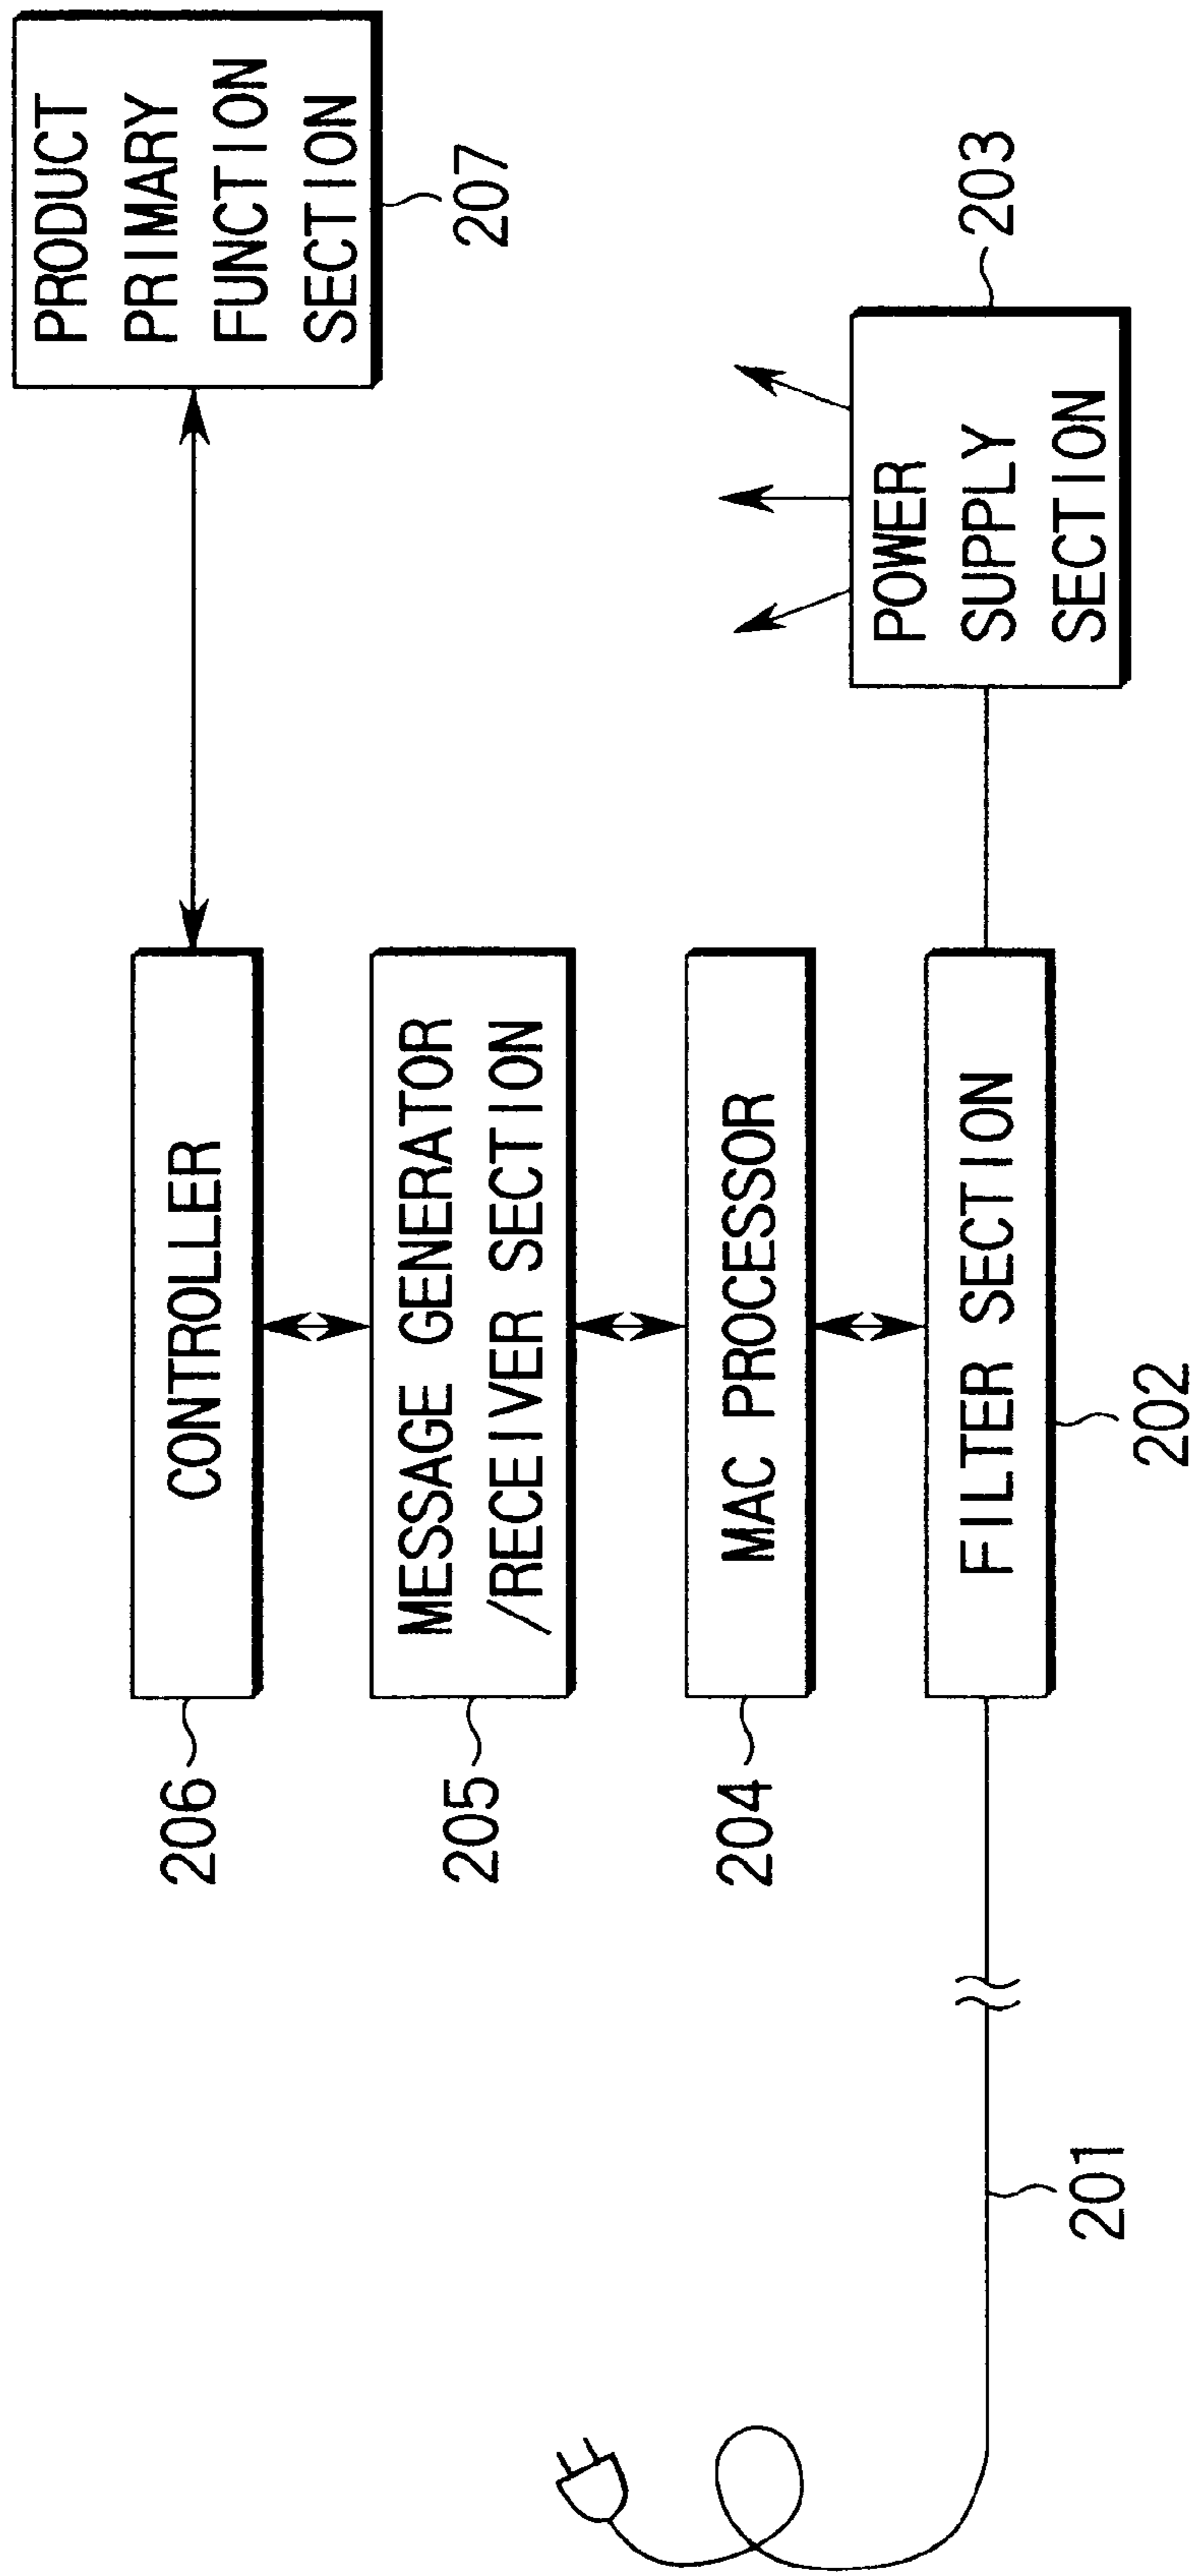 PRODUCT
PRIMARY
FUNCTION
SECTION
207
CONTROLLER
206
MESSAGE GENERATOR
/RECEIVER SECTION
205
MAC PROCESSOR
204
FILTER SECTION
202
POWER
SUPPLY
SECTION
203
201